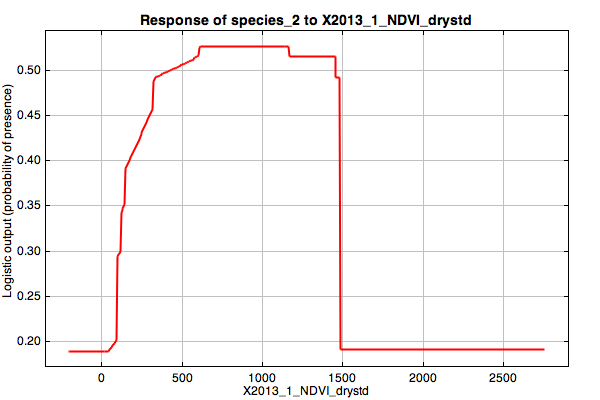 Response of species_2 to X2013_1_NDVI_drystd
Logistic output (probability of presence)
0.50
0.45
0.40
0.35
0.30
0.25
0.20
0 500 1000 1500 2000 2500
X2013_1_NDVI_drystd